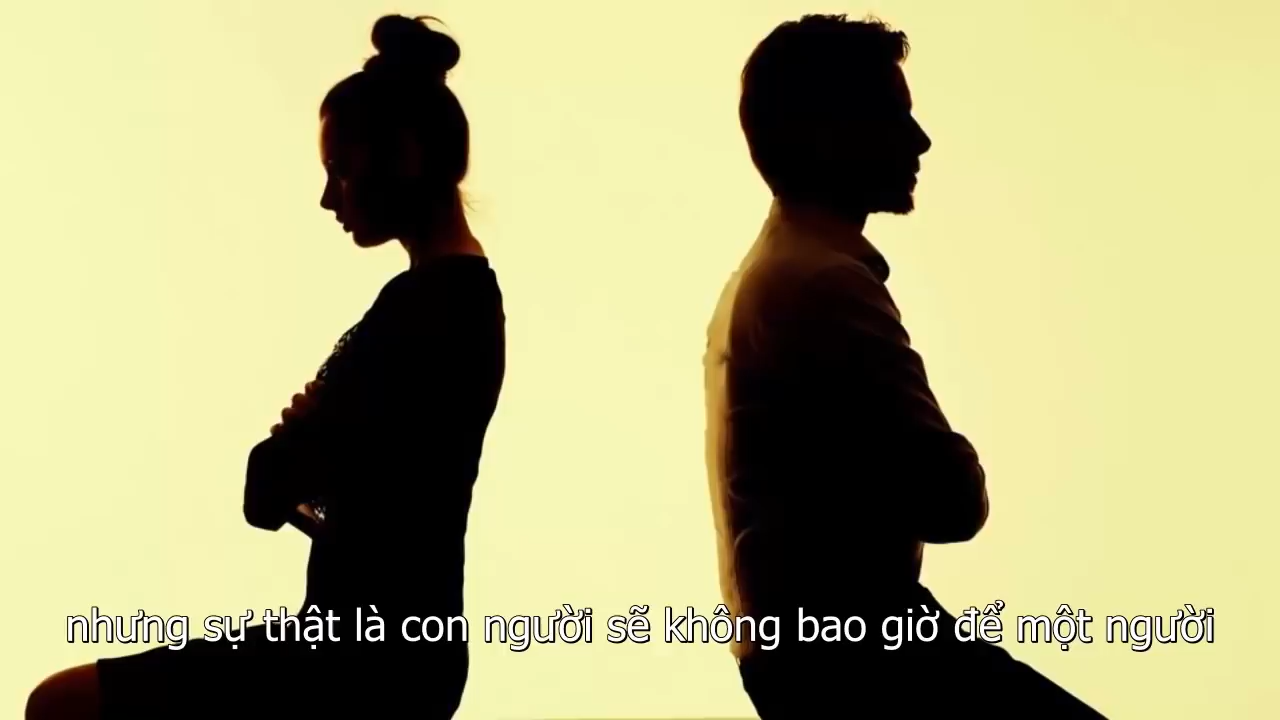 nhưng sự thật là con người sẽ không bao giờ để một người